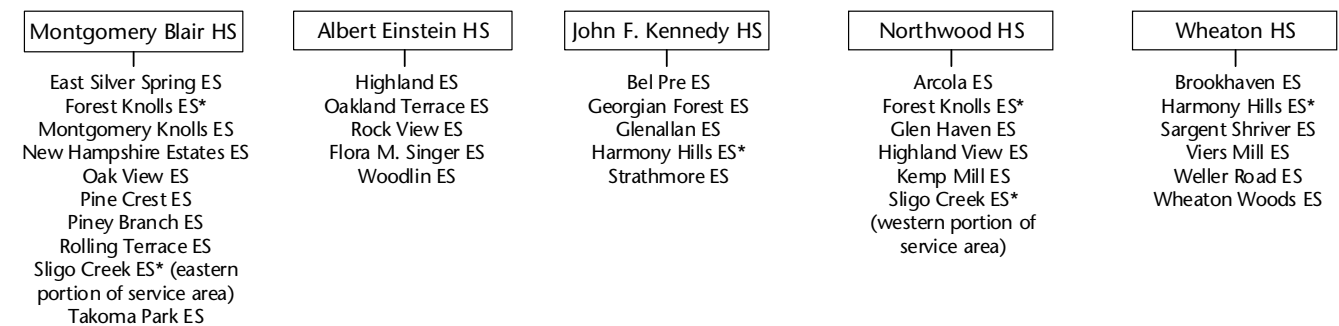 Montgomery Blair HS
East Silver Spring ES
Forest Knolls ES*
Montgomery Knolls ES
New Hampshire Estates ES
Oak View ES
Pine Crest ES
Piney Branch ES
Rolling Terrace ES
Sligo Creek ES* (eastern
portion of service area)
Takoma Park ES
Albert Einstein HS
Highland ES
Oakland Terrace ES
Rock View ES
Flora M. Singer ES
Woodlin ES
John F. Kennedy HS
Bel Pre ES
Georgian Forest ES
Glenallan ES
Harmony Hills ES*
Strathmore ES
Northwood HS
Arcola ES
Forest Knolls ES*
Glen Haven ES
Highland View ES
Kemp Mill ES
Sligo Creek ES*
(western portion of
service area)
Wheaton HS
Brookhaven ES
Harmony Hills ES*
Sargent Shriver ES
Viers Mill ES
Weller Road ES
Wheaton Woods ES